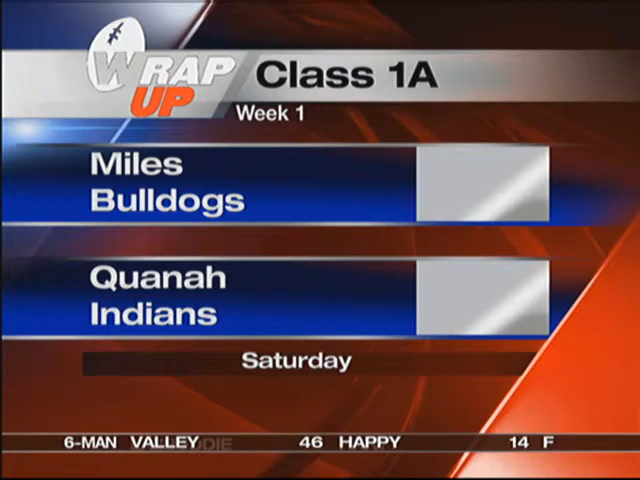 WRAP UP
Class 1A
Week 1
Miles
Bulldogs
Quanah
Indians
Saturday
6-MAN VALLEY 46 HAPPY 14 F